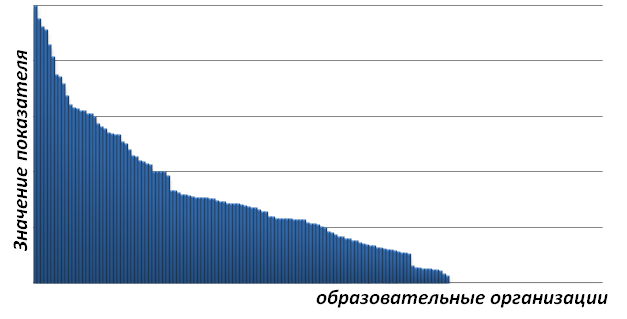 Значение показателя
образовательные организации